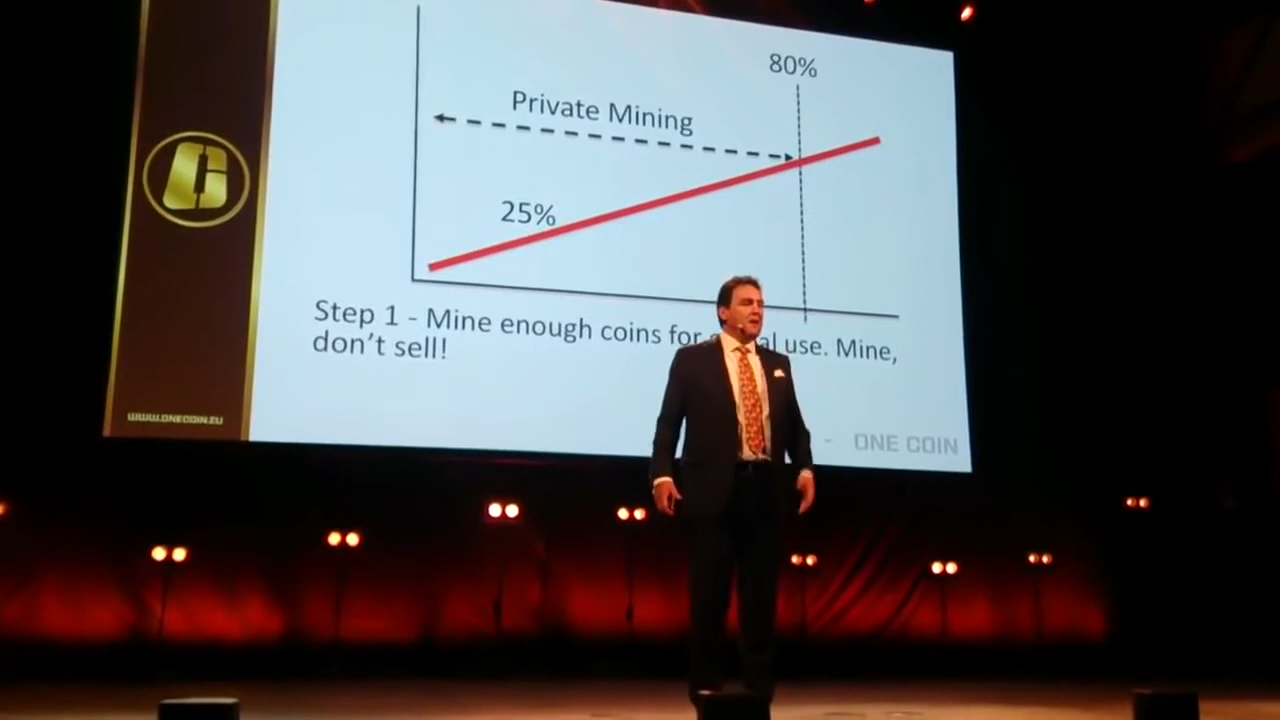 80%
Private Mining
25%
Step 1 - Mine enough coins for al use. Mine,
don't sell!
WWW.ONECOIN.EU
- ONE COIN